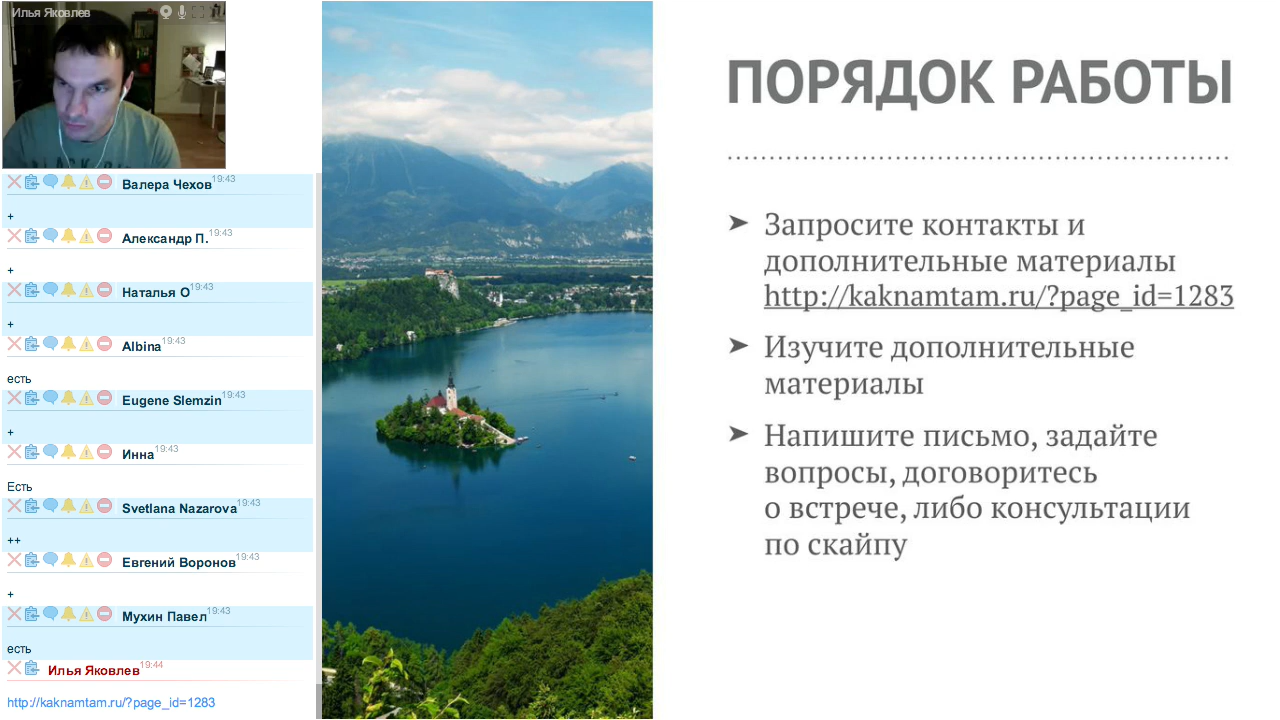 Илья Яковлев
Валера Чехов 19:43
+
Александр П. 19:43
+
Наталья О 19:43
+
Albina 19:43
есть
Eugene Slemzin 19:43
+
Инна 19:43
Есть
Svetlana Nazarova 19:43
++
Евгений Воронов 19:43
+
Мухин Павел 19:43
есть
Илья Яковлев 19:44
http://kaknamtam.ru/?page_id=1283
ПОРЯДОК РАБОТЫ
➤ Запросите контакты и
дополнительные материалы
http://kaknamtam.ru/?page_id=1283
➤ Изучите дополнительные
материалы
➤ Напишите письмо, задайте
вопросы, договоритесь
о встрече, либо консультации
по скайпу